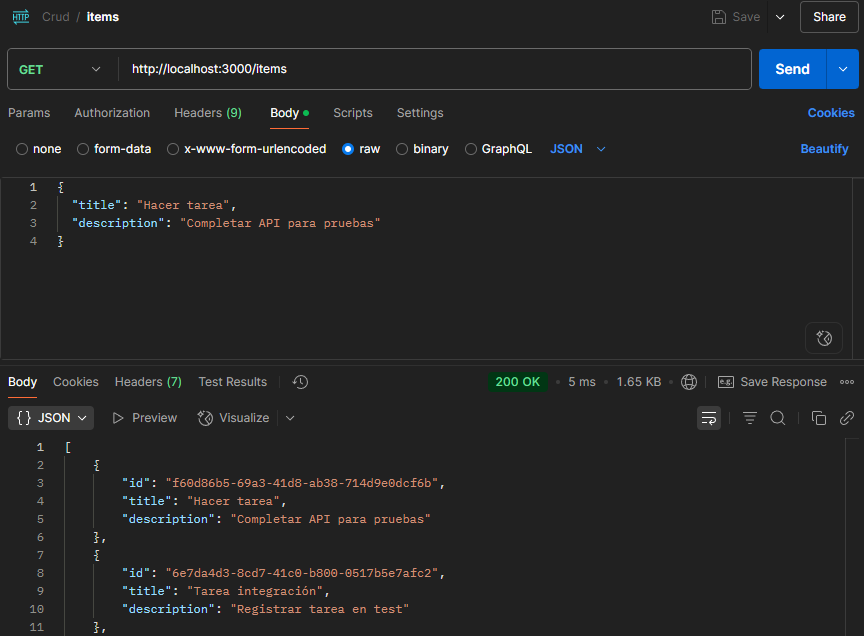 HTTP Crud / items Save Share
GET http://localhost:3000/items Send
Params Authorization Headers (9) Body Scripts Settings Cookies
none form-data x-www-form-urlencoded raw binary GraphQL JSON Beautify
1 {
2 "title": "Hacer tarea",
3 "description": "Completar API para pruebas"
4 }
Body Cookies Headers (7) Test Results 200 OK • 5 ms • 1.65 KB • e.g. Save Response
{} JSON Preview Visualize
1 [
2 {
3 "id": "f60d86b5-69a3-41d8-ab38-714d9e0dcf6b",
4 "title": "Hacer tarea",
5 "description": "Completar API para pruebas"
6 },
7 {
8 "id": "6e7da4d3-8cd7-41c0-b800-0517b5e7afc2",
9 "title": "Tarea integración",
10 "description": "Registrar tarea en test"
11 },